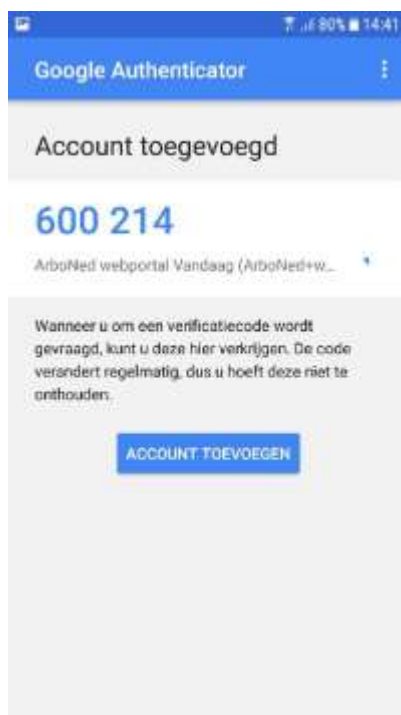 80% 14:41
Google Authenticator
Account toegevoegd
600 214
ArboNed webportal Vandaag (ArboNed+w...
Wanneer u om een verificatiecode wordt
gevraagd, kunt u deze hier verkrijgen. De code
verandert regelmatig, dus u hoeft deze niet te
onthouden.
ACCOUNT TOEVOEGEN